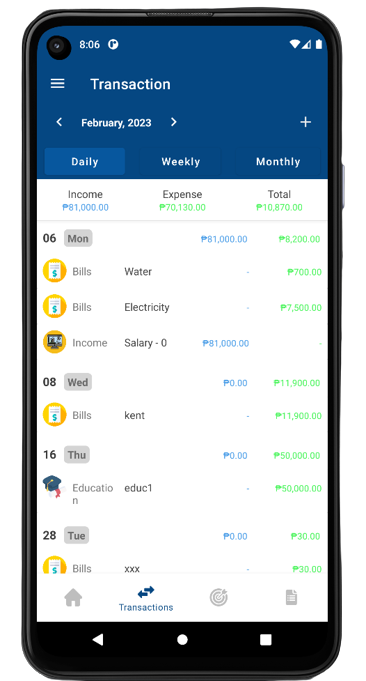 8:06
Transaction
February, 2023
Daily Weekly Monthly
Income Expense Total
₱81,000.00 ₱70,130.00 ₱10,870.00
06 Mon ₱81,000.00 ₱8,200.00
Bills Water - ₱700.00
Bills Electricity - ₱7,500.00
Income Salary - 0 ₱81,000.00 -
08 Wed ₱0.00 ₱11,900.00
Bills kent - ₱11,900.00
16 Thu ₱0.00 ₱50,000.00
Educatio educ1 - ₱50,000.00
n
28 Tue ₱0.00 ₱30.00
Bills xxx - ₱30.00
Transactions